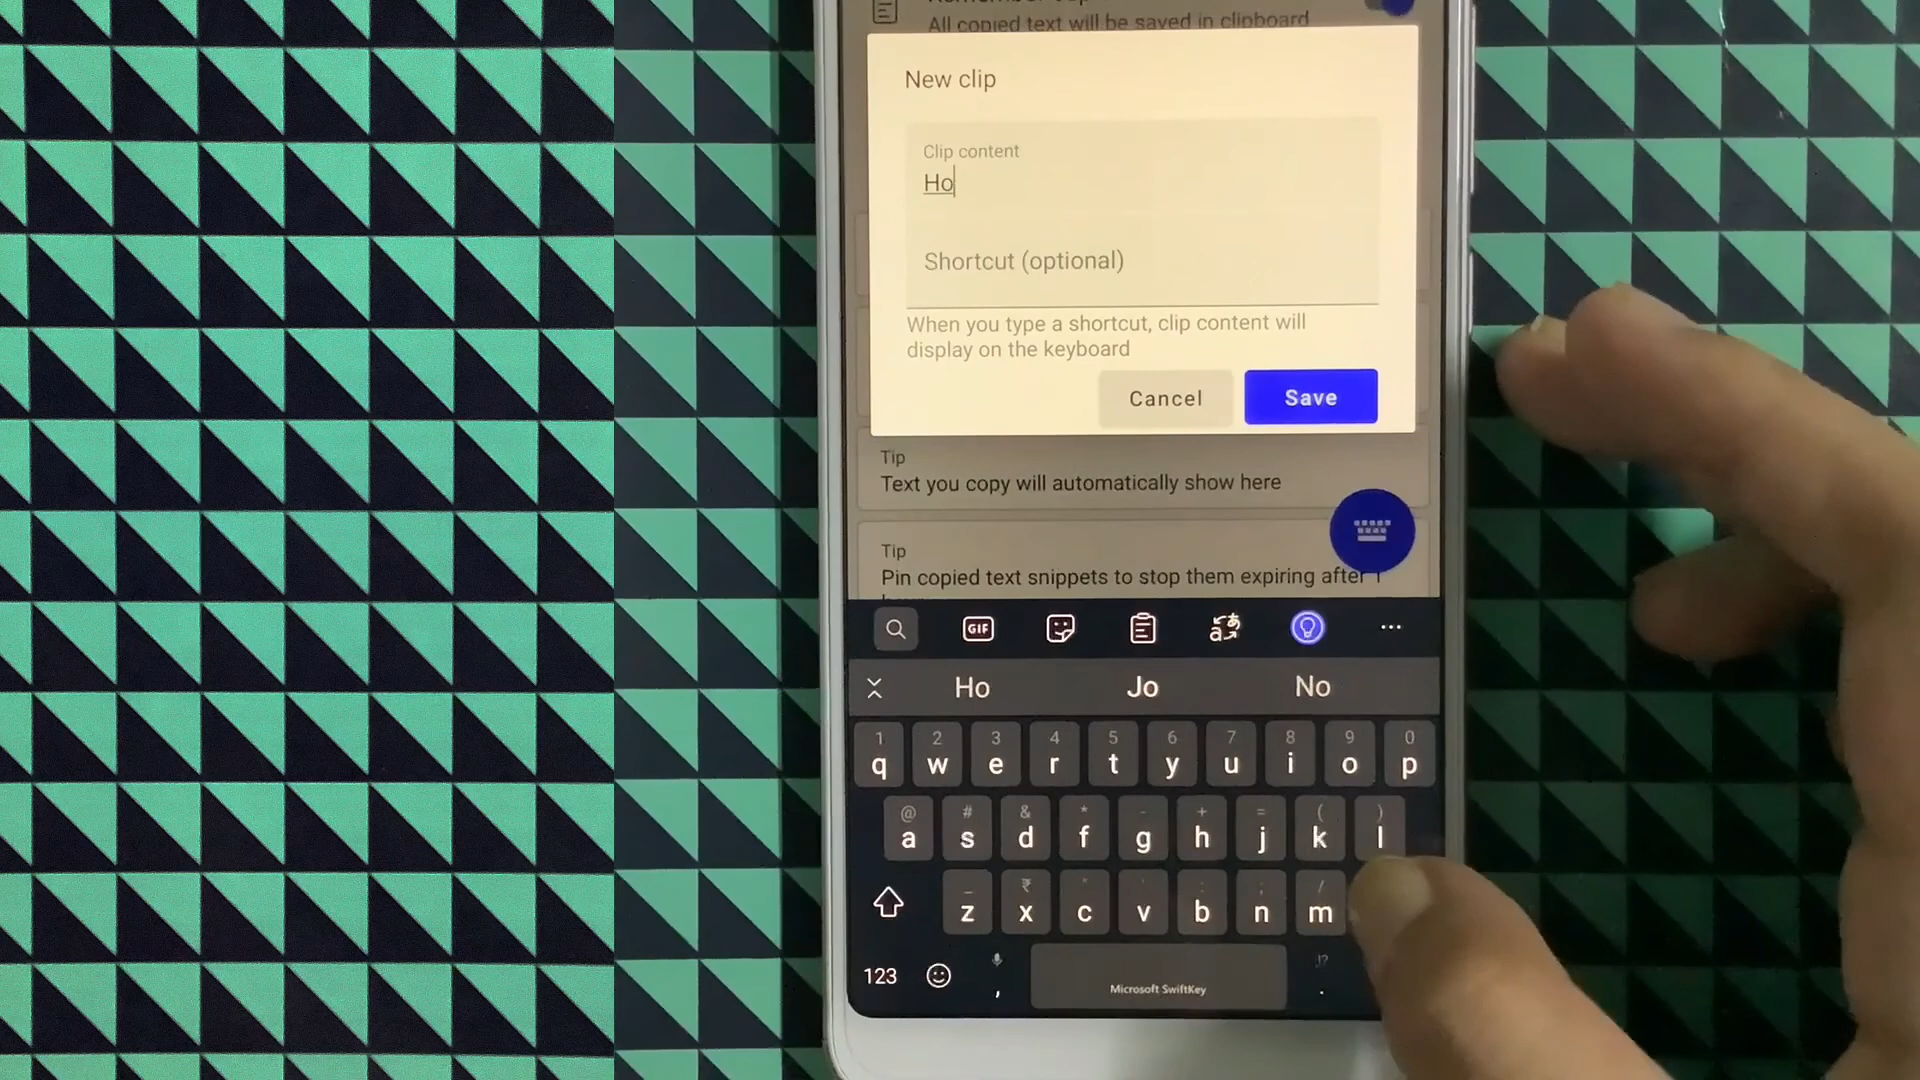 All copied text will be saved in clipboard
New clip
Clip content
Ho
Shortcut (optional)
When you type a shortcut, clip content will
display on the keyboard
Cancel Save
Tip
Text you copy will automatically show here
Tip
Pin copied text snippets to stop them expiring after 1
GIF
Ho Jo No
1 2 3 4 5 6 7 8 9 0
q w e r t y u i o p
@ # & * - + = ( )
a s d f g h j k l
_ ₹ " ' : ; /
z x c v b n m
123 , Microsoft SwiftKey !? .